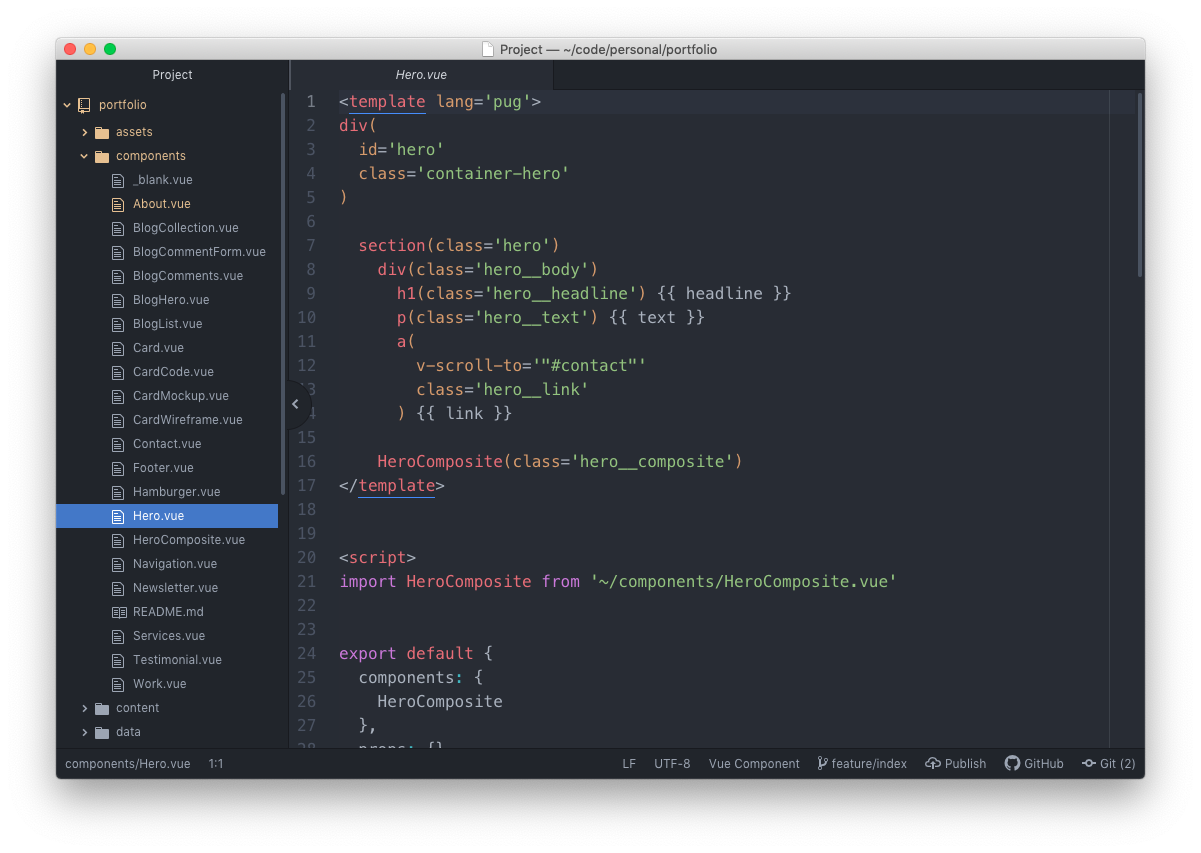 Project — ~/code/personal/portfolio
Project
Hero.vue
portfolio
assets
components
_blank.vue
About.vue
BlogCollection.vue
BlogCommentForm.vue
BlogComments.vue
BlogHero.vue
BlogList.vue
Card.vue
CardCode.vue
CardMockup.vue
CardWireframe.vue
Contact.vue
Footer.vue
Hamburger.vue
Hero.vue
HeroComposite.vue
Navigation.vue
Newsletter.vue
README.md
Services.vue
Testimonial.vue
Work.vue
content
data
1 <template lang='pug'>
2 div(
3   id='hero'
4   class='container-hero'
5 )
6
7   section(class='hero')
8     div(class='hero__body')
9       h1(class='hero__headline') {{ headline }}
10       p(class='hero__text') {{ text }}
11       a(
12         v-scroll-to='"#contact"'
13         class='hero__link'
14       ) {{ link }}
15
16     HeroComposite(class='hero__composite')
17 </template>
18
19
20 <script>
21 import HeroComposite from '~/components/HeroComposite.vue'
22
23
24 export default {
25   components: {
26     HeroComposite
27   },
28   props: {}
components/Hero.vue 1:1 LF UTF-8 Vue Component feature/index Publish GitHub Git (2)